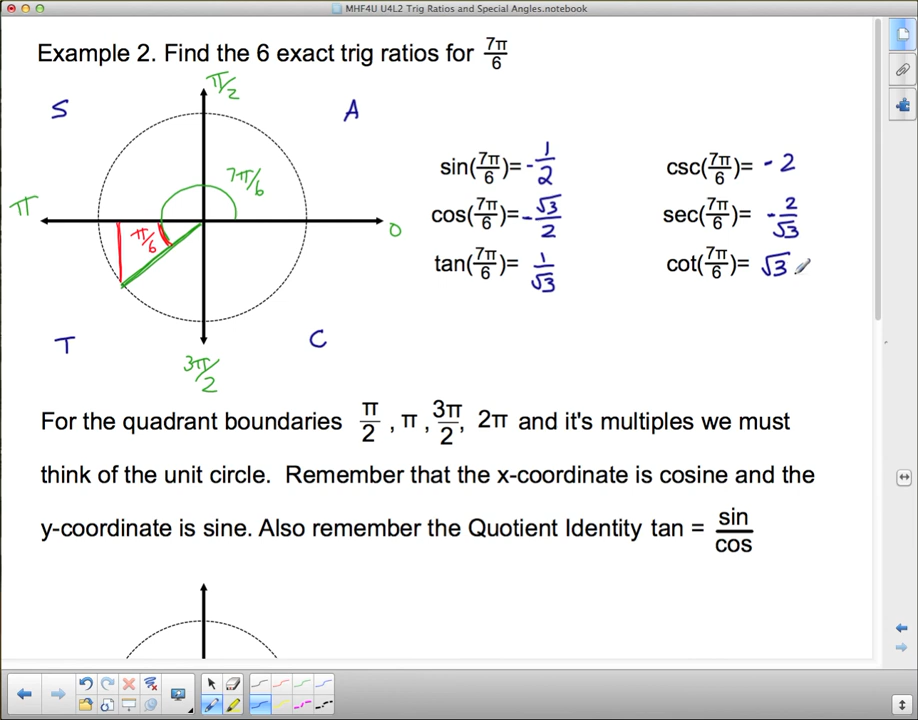 MHF4U U4L2 Trig Ratios and Special Angles.notebook
Example 2. Find the 6 exact trig ratios for 7π/6
π/2
S
A
7π/6
sin(7π/6)= -1/2
csc(7π/6)= -2
π
π/6
0
cos(7π/6)= -√3/2
sec(7π/6)= -2/√3
tan(7π/6)= 1/√3
cot(7π/6)= √3
T
C
3π/2
For the quadrant boundaries π/2 , π , 3π/2, 2π and it's multiples we must
think of the unit circle. Remember that the x-coordinate is cosine and the
y-coordinate is sine. Also remember the Quotient Identity tan = sin/cos